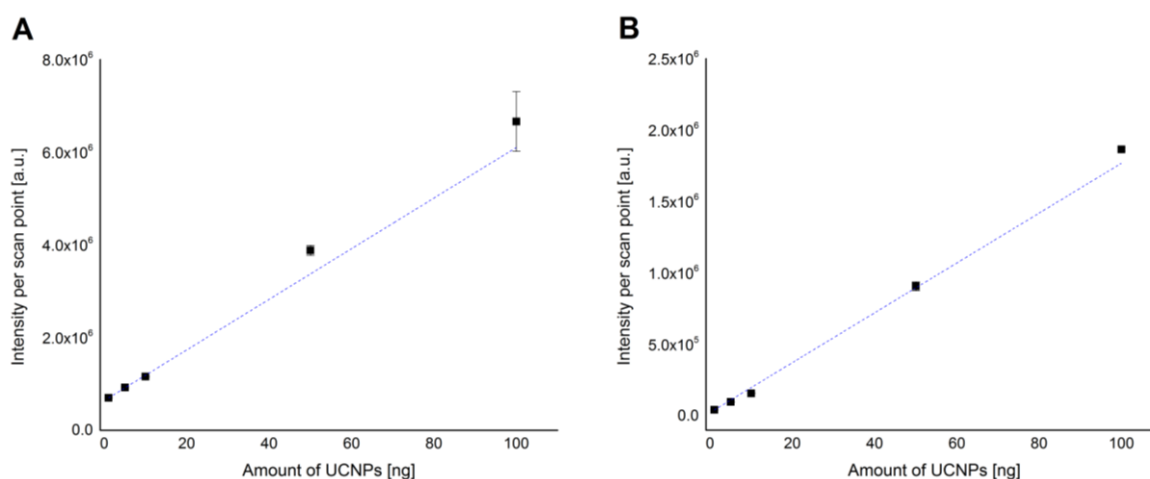 A
8.0x10⁶
6.0x10⁶
4.0x10⁶
2.0x10⁶
0.0
Intensity per scan point [a.u.]
0 20 40 60 80 100
Amount of UCNPs [ng]
B
2.5x10⁶
2.0x10⁶
1.5x10⁶
1.0x10⁶
5.0x10⁵
0.0
Intensity per scan point [a.u.]
0 20 40 60 80 100
Amount of UCNPs [ng]